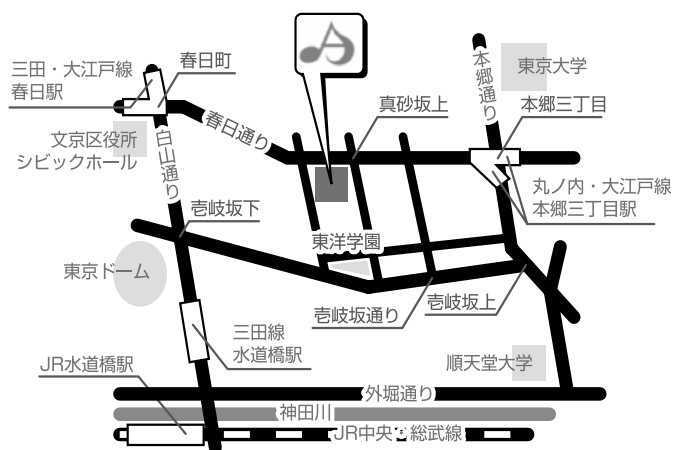 三田・大江戸線
春日駅
春日町
春日通り
真砂坂上
本郷通り
東京大学
本郷三丁目
文京区役所
シビックホール
白山通り
丸ノ内・大江戸線
本郷三丁目駅
壱岐坂下
東洋学園
東京ドーム
壱岐坂通り
壱岐坂上
三田線
水道橋駅
JR水道橋駅
順天堂大学
外堀通り
神田川
JR中央・総武線